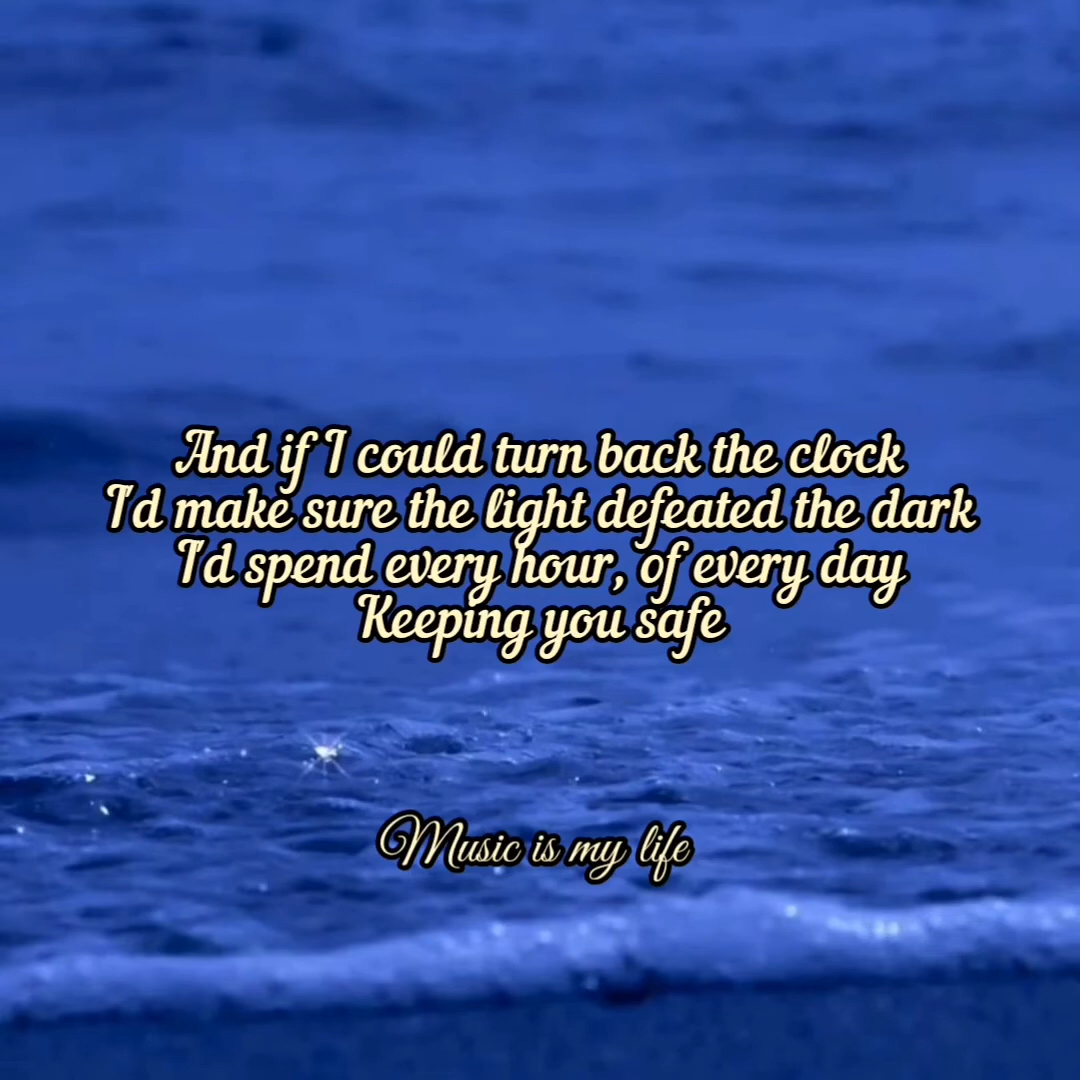 And if I could turn back the clock
I'd make sure the light defeated the dark
I'd spend every hour, of every day
Keeping you safe
Music is my life